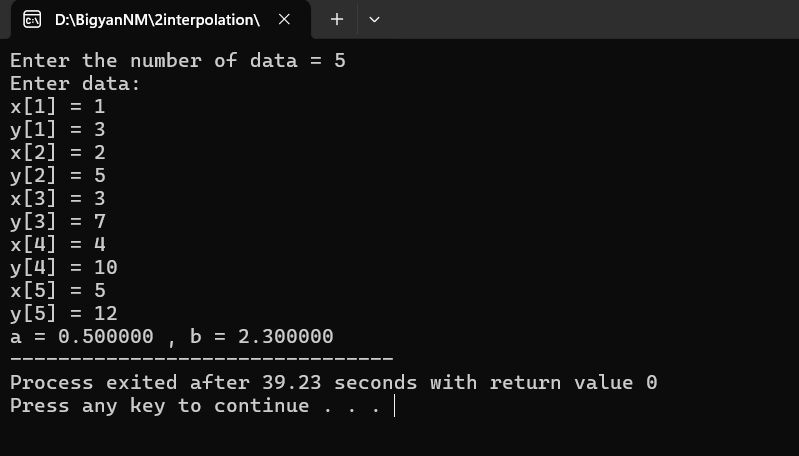 D:\BigyanNM\2interpolation\
Enter the number of data = 5
Enter data:
x[1] = 1
y[1] = 3
x[2] = 2
y[2] = 5
x[3] = 3
y[3] = 7
x[4] = 4
y[4] = 10
x[5] = 5
y[5] = 12
a = 0.500000 , b = 2.300000
--------------------------------
Process exited after 39.23 seconds with return value 0
Press any key to continue . . .